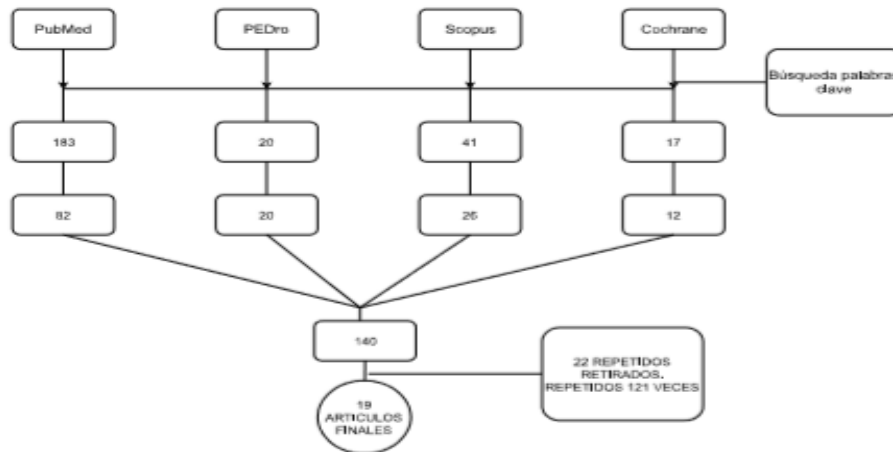 PubMed
PEDro
Scopus
Cochrane
Búsqueda palabras
clave
183
20
41
17
82
20
26
12
140
22 REPETIDOS
RETIRADOS.
REPETIDOS 121 VECES
19
ARTICULOS
FINALES